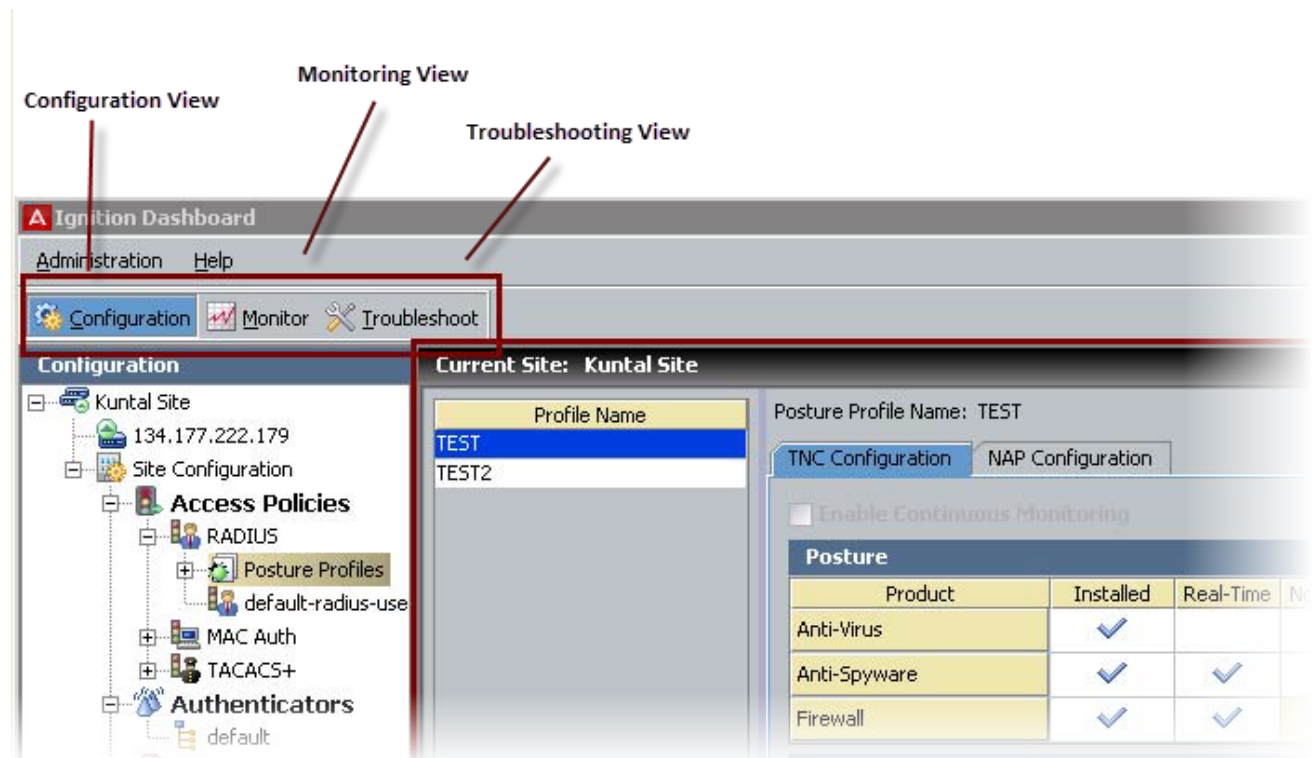 Monitoring View
Configuration View
Troubleshooting View
Ignition Dashboard
Administration Help
Configuration Monitor Troubleshoot
Configuration
Kuntal Site
134.177.222.179
Site Configuration
Access Policies
RADIUS
Posture Profiles
default-radius-use
MAC Auth
TACACS+
Authenticators
default
Current Site: Kuntal Site
Profile Name
TEST
TEST2
Posture Profile Name: TEST
TNC Configuration NAP Configuration
Enable Continuous Monitoring
Posture
Product Installed Real-Time
Anti-Virus
Anti-Spyware
Firewall